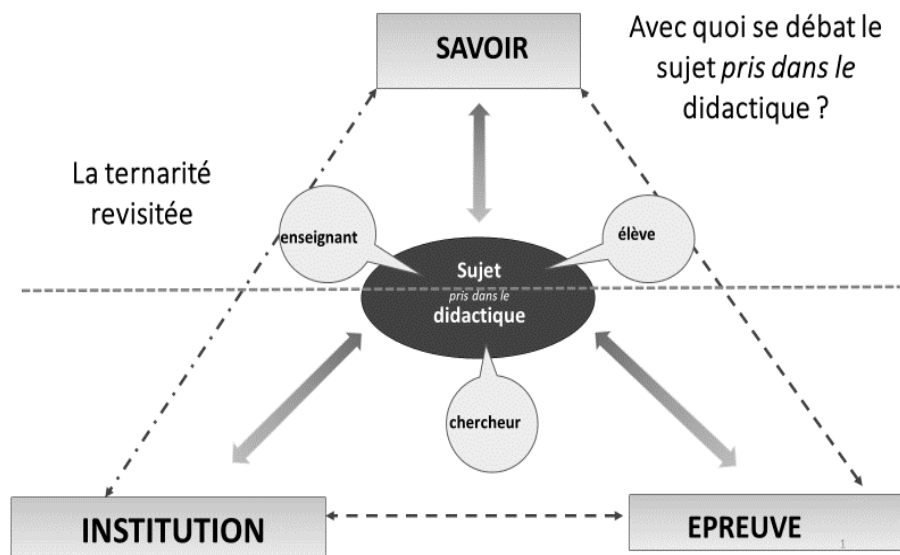 SAVOIR
Avec quoi se débat le
sujet pris dans le
didactique ?
La ternarité
revisitée
enseignant
élève
Sujet
pris dans le
didactique
chercheur
INSTITUTION
EPREUVE
1